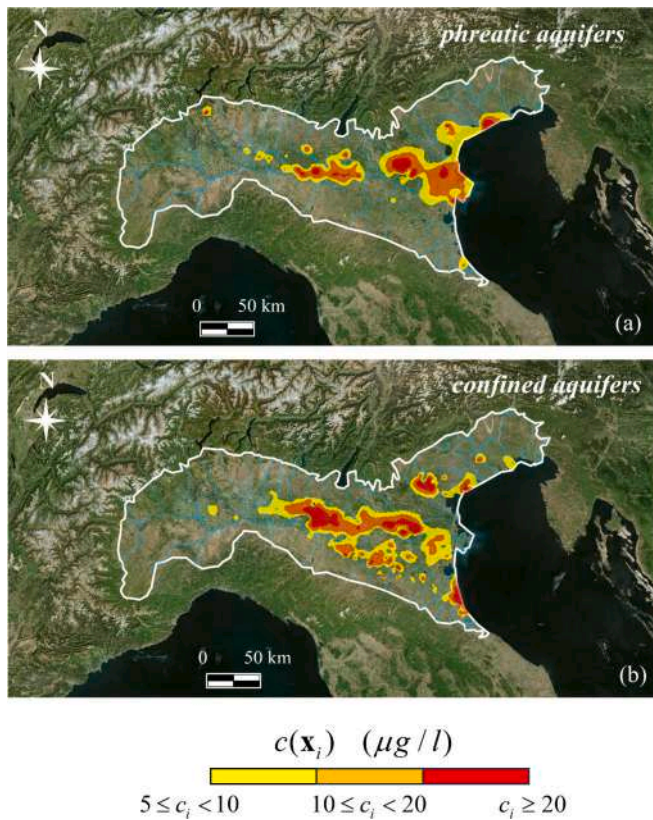 N
phreatic aquifers
0 50 km
(a)
N
confined aquifers
0 50 km
(b)
c(xᵢ) (μg / l)
5 ≤ cᵢ < 10 10 ≤ cᵢ < 20 cᵢ ≥ 20